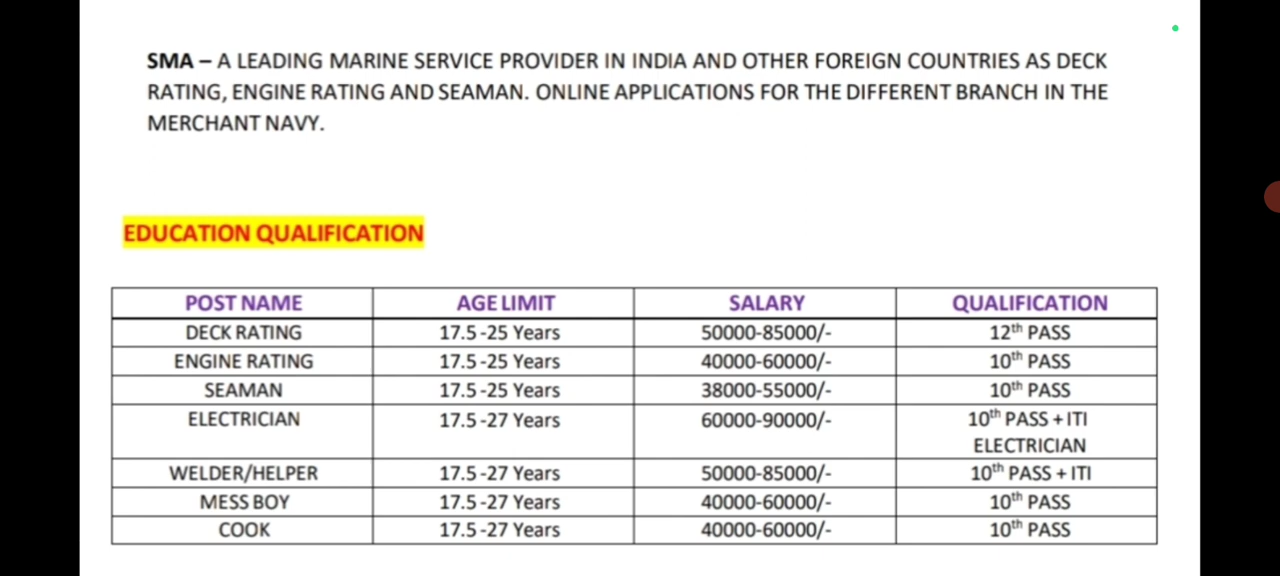 SMA – A LEADING MARINE SERVICE PROVIDER IN INDIA AND OTHER FOREIGN COUNTRIES AS DECK
RATING, ENGINE RATING AND SEAMAN. ONLINE APPLICATIONS FOR THE DIFFERENT BRANCH IN THE
MERCHANT NAVY.
EDUCATION QUALIFICATION
POST NAME AGE LIMIT SALARY QUALIFICATION
DECK RATING 17.5-25 Years 50000-85000/- 12th PASS
ENGINE RATING 17.5-25 Years 40000-60000/- 10th PASS
SEAMAN 17.5-25 Years 38000-55000/- 10th PASS
ELECTRICIAN 17.5-27 Years 60000-90000/- 10th PASS + ITI
ELECTRICIAN
WELDER/HELPER 17.5-27 Years 50000-85000/- 10th PASS + ITI
MESS BOY 17.5-27 Years 40000-60000/- 10th PASS
COOK 17.5-27 Years 40000-60000/- 10th PASS